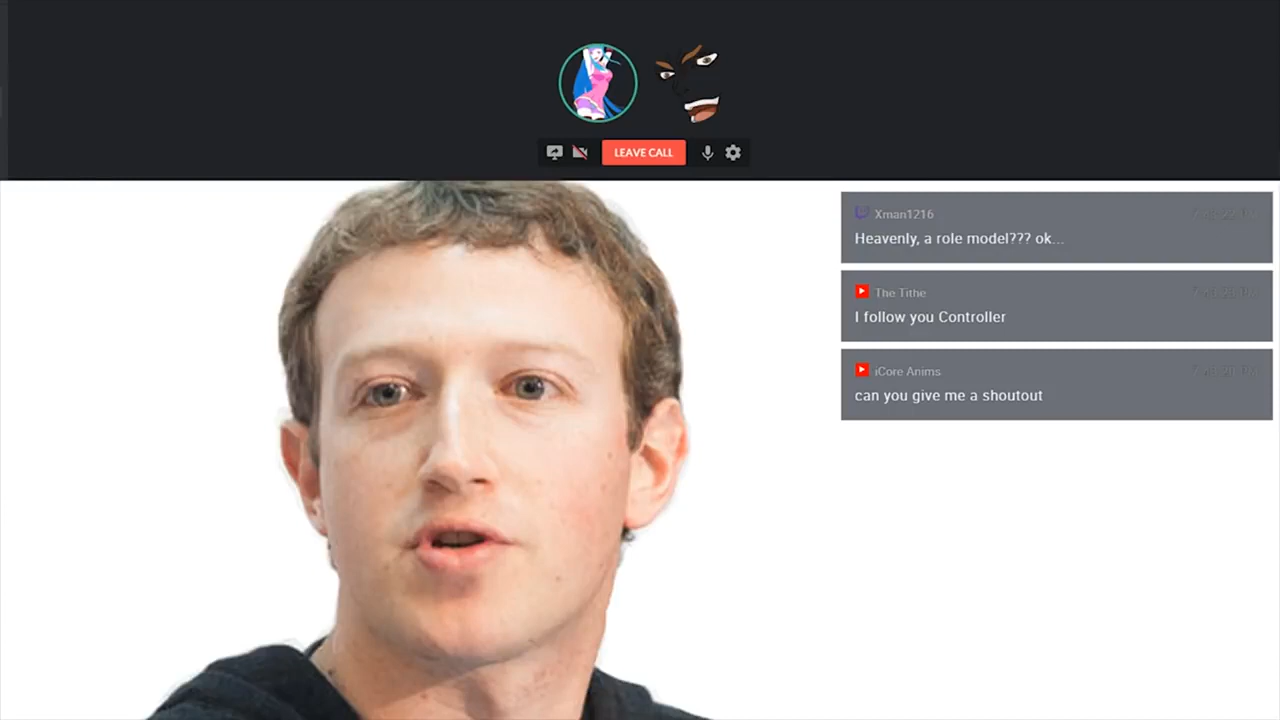 LEAVE CALL
Xman1216
Heavenly, a role model??? ok...
The Tithe
I follow you Controller
iCore Anims
can you give me a shoutout